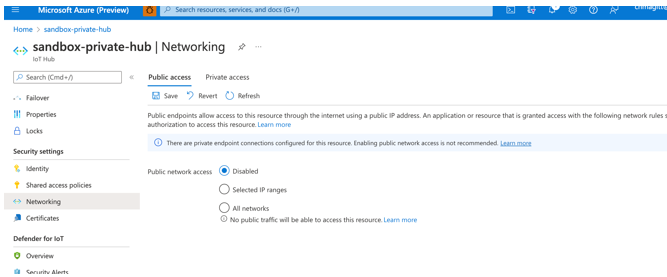 Microsoft Azure (Preview)
Search resources, services, and docs (G+/)
Home > sandbox-private-hub
sandbox-private-hub | Networking
IoT Hub
Search (Cmd+/)
«
Public access Private access
Save Revert Refresh
Failover
Properties
Locks
Security settings
Identity
Shared access policies
Networking
Certificates
Defender for IoT
Overview
Security Alerts
Public endpoints allow access to this resource through the internet using a public IP address. An application or resource that is granted access with the following network rules
authorization to access this resource. Learn more
There are private endpoint connections configured for this resource. Enabling public network access is not recommended. Learn more
Public network access
Disabled
Selected IP ranges
All networks
No public traffic will be able to access this resource. Learn more